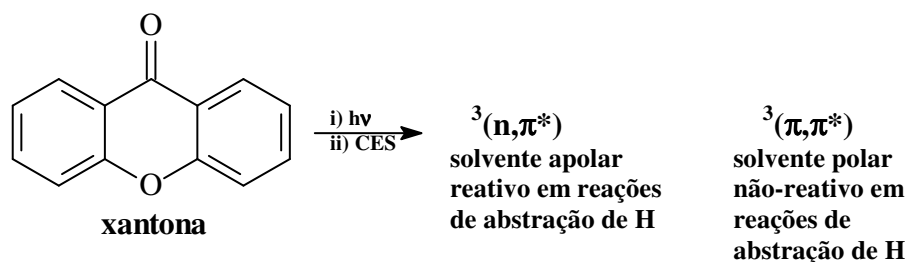 O
O
xantona
i) hν
ii) CES
³(n,π*)
solvente apolar
reativo em reações
de abstração de H
³(π,π*)
solvente polar
não-reativo em
reações de
abstração de H